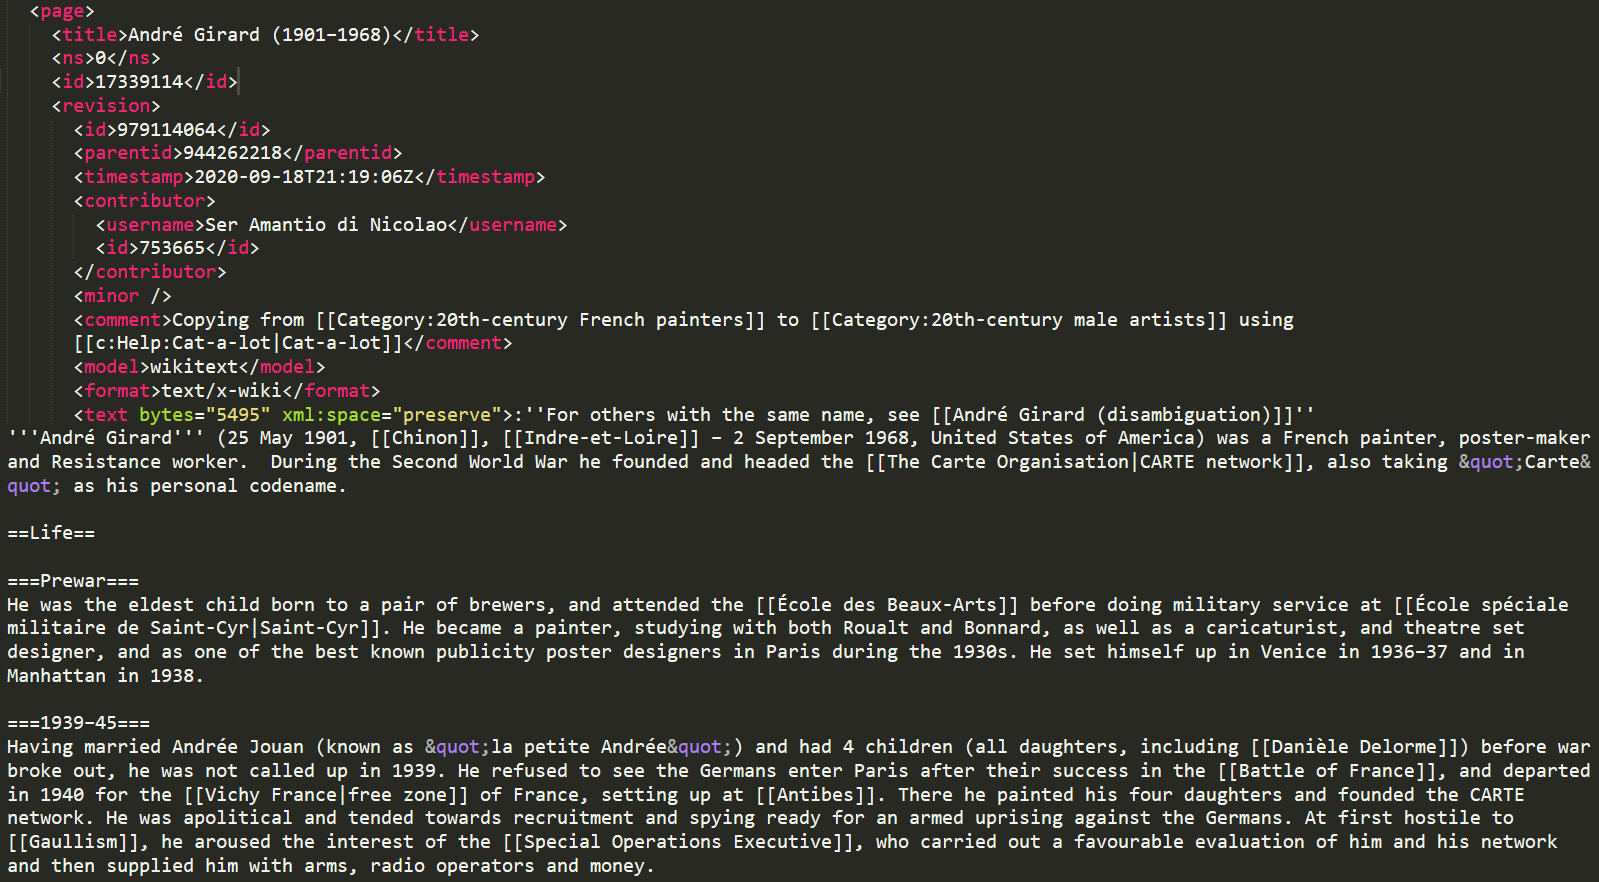 <page>
<title>André Girard (1901–1968)</title>
<ns>0</ns>
<id>17339114</id>
<revision>
<id>979114064</id>
<parentid>944262218</parentid>
<timestamp>2020-09-18T21:19:06Z</timestamp>
<contributor>
<username>Ser Amantio di Nicolao</username>
<id>753665</id>
</contributor>
<minor />
<comment>Copying from [[Category:20th-century French painters]] to [[Category:20th-century male artists]] using
[[c:Help:Cat-a-lot|Cat-a-lot]]</comment>
<model>wikitext</model>
<format>text/x-wiki</format>
<text bytes="5495" xml:space="preserve">:''For others with the same name, see [[André Girard (disambiguation)]]''
'''André Girard''' (25 May 1901, [[Chinon]], [[Indre-et-Loire]] – 2 September 1968, United States of America) was a French painter, poster-maker
and Resistance worker.  During the Second World War he founded and headed the [[The Carte Organisation|CARTE network]], also taking &quot;Carte&
quot; as his personal codename.

==Life==

===Prewar===
He was the eldest child born to a pair of brewers, and attended the [[École des Beaux-Arts]] before doing military service at [[École spéciale
militaire de Saint-Cyr|Saint-Cyr]]. He became a painter, studying with both Roualt and Bonnard, as well as a caricaturist, and theatre set
designer, and as one of the best known publicity poster designers in Paris during the 1930s. He set himself up in Venice in 1936–37 and in
Manhattan in 1938.

===1939–45===
Having married Andrée Jouan (known as &quot;la petite Andrée&quot;) and had 4 children (all daughters, including [[Danièle Delorme]]) before war
broke out, he was not called up in 1939. He refused to see the Germans enter Paris after their success in the [[Battle of France]], and departed
in 1940 for the [[Vichy France|free zone]] of France, setting up at [[Antibes]]. There he painted his four daughters and founded the CARTE
network. He was apolitical and tended towards recruitment and spying ready for an armed uprising against the Germans. At first hostile to
[[Gaullism]], he aroused the interest of the [[Special Operations Executive]], who carried out a favourable evaluation of him and his network
and then supplied him with arms, radio operators and money.